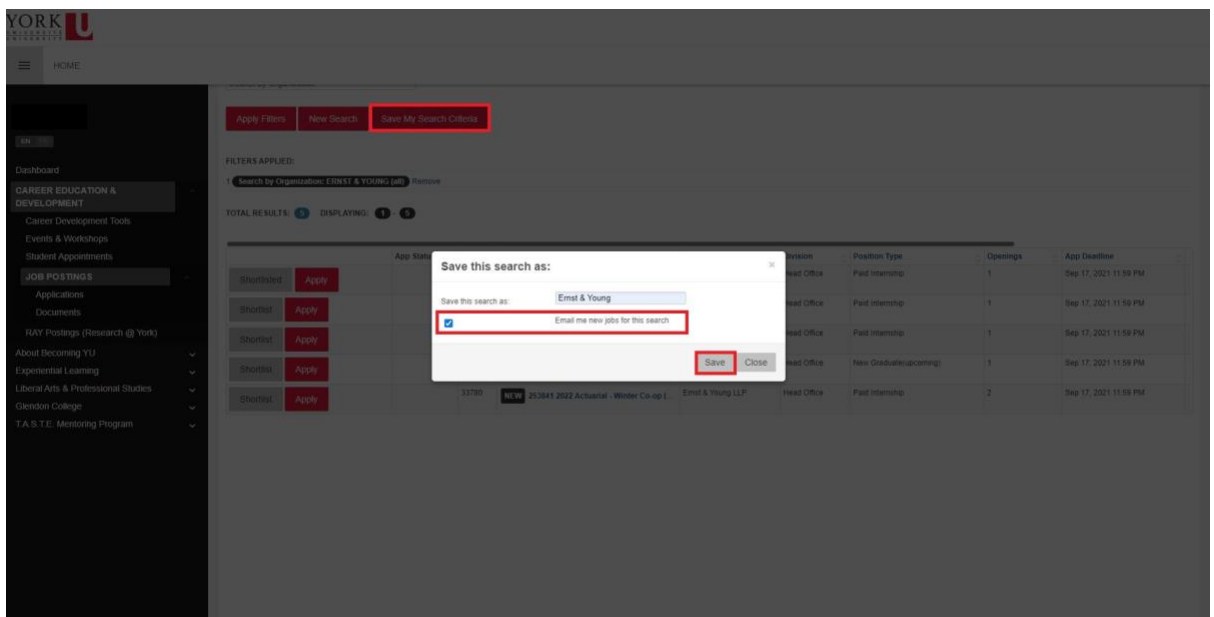 YORK U
UNIVERSITÉ
UNIVERSITY
HOME
Apply Filters New Search Save My Search Criteria
EN
FILTERS APPLIED:
1 Search by Organization: ERNST & YOUNG (all) Remove
TOTAL RESULTS: 5 DISPLAYING: 1 - 5
Dashboard
CAREER EDUCATION &
DEVELOPMENT
Career Development Tools
Events & Workshops
Student Appointments
JOB POSTINGS
Applications
Documents
RAY Postings (Research @ York)
About Becoming YU
Experiential Learning
Liberal Arts & Professional Studies
Glendon College
T.A.S.T.E. Mentoring Program
App Status Division Position Type Openings App Deadline
Shortlisted Apply Head Office Paid Internship 1 Sep 17, 2021 11:59 PM
Shortlist Apply Head Office Paid Internship 1 Sep 17, 2021 11:59 PM
Shortlist Apply Head Office Paid Internship 1 Sep 17, 2021 11:59 PM
Shortlist Apply Head Office New Graduate(upcoming) 1 Sep 17, 2021 11:59 PM
Shortlist Apply 33780 NEW 253841 2022 Actuarial - Winter Co-op (... Ernst & Young LLP Head Office Paid Internship 2 Sep 17, 2021 11:59 PM
Save this search as: ×
Save this search as: Ernst & Young
Email me new jobs for this search
Save Close